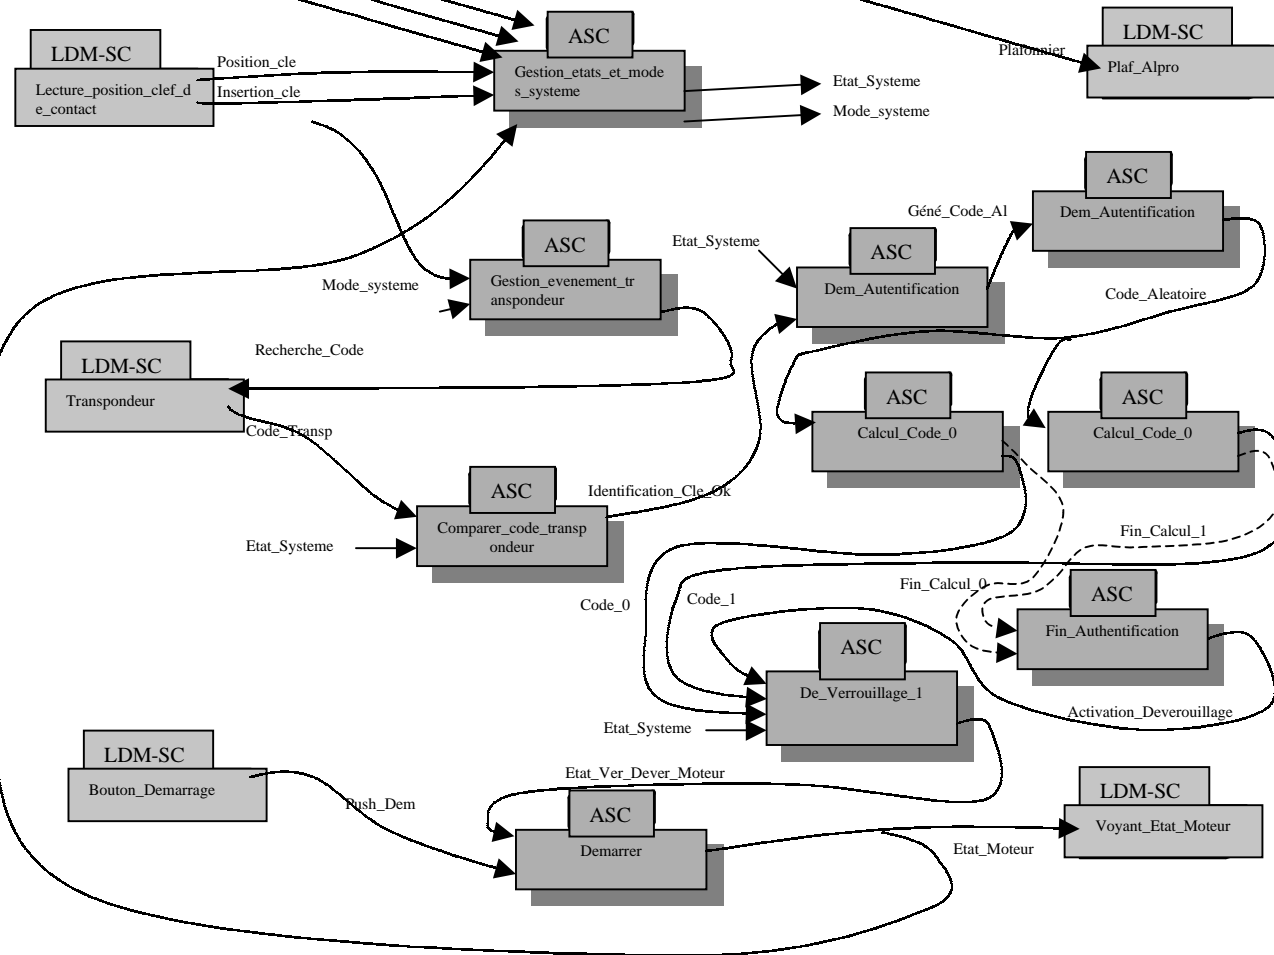 ASC
LDM-SC
LDM-SC
Plafonnier
Position_cle
Gestion_etats_et_mode
s_systeme
Plaf_Alpro
Lecture_position_clef_d
e_contact
Insertion_cle
Etat_Systeme
Mode_systeme
ASC
Géné_Code_Al
Dem_Autentification
ASC
Etat_Systeme
ASC
Mode_systeme
Gestion_evenement_tr
anspondeur
Dem_Autentification
Code_Aleatoire
Recherche_Code
LDM-SC
Transpondeur
ASC
ASC
Code_Transp
Calcul_Code_0
Calcul_Code_0
ASC
Identification_Cle_Ok
Comparer_code_transp
ondeur
Etat_Systeme
Fin_Calcul_1
Fin_Calcul_0
ASC
Code_0
Code_1
Fin_Authentification
ASC
De_Verrouillage_1
Activation_Deverouillage
Etat_Systeme
LDM-SC
Bouton_Demarrage
Etat_Ver_Dever_Moteur
Push_Dem
ASC
Demarrer
LDM-SC
Voyant_Etat_Moteur
Etat_Moteur